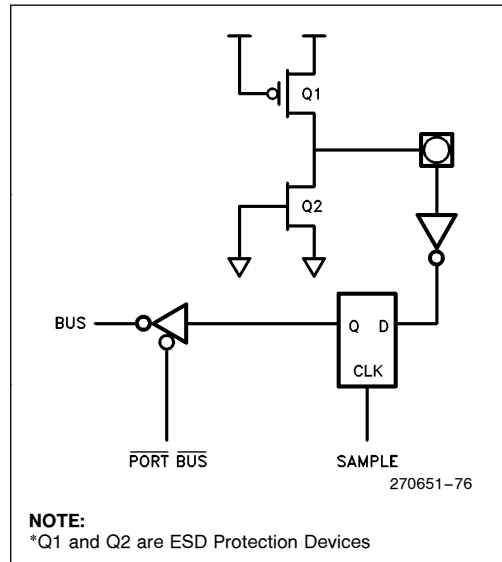 Q1
Q2
BUS
Q D
CLK
PORT BUS
SAMPLE
270651–76
NOTE:
*Q1 and Q2 are ESD Protection Devices